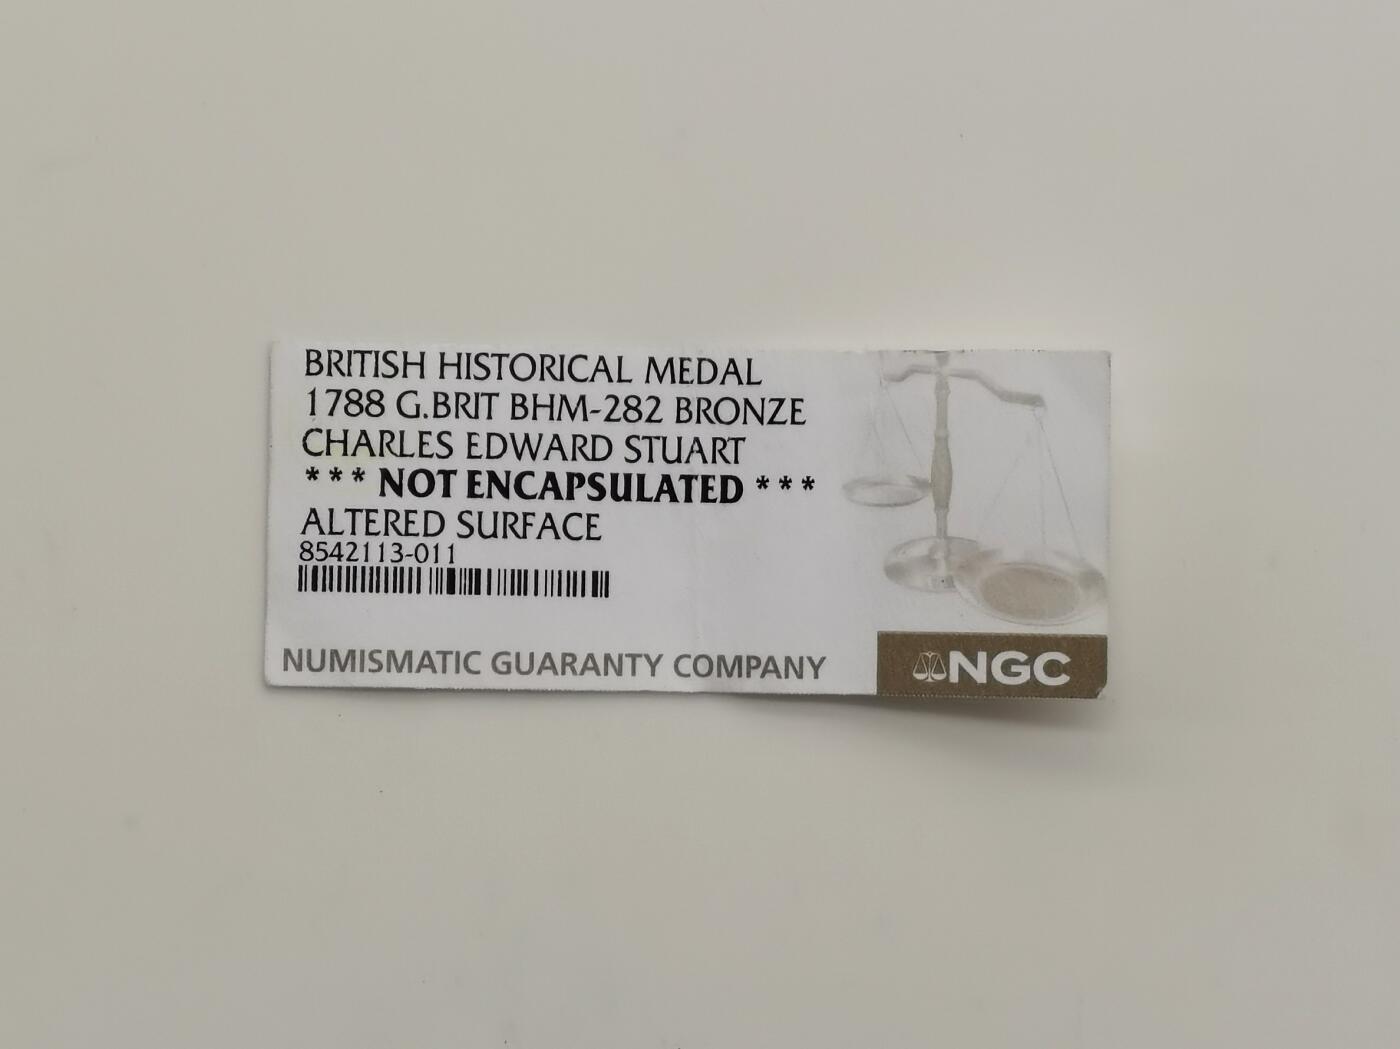 BRITISH HISTORICAL MEDAL
1788 G.BRIT BHM-282 BRONZE
CHARLES EDWARD STUART
*** NOT ENCAPSULATED ***
ALTERED SURFACE
8542113-011
NUMISMATIC GUARANTY COMPANY
NGC